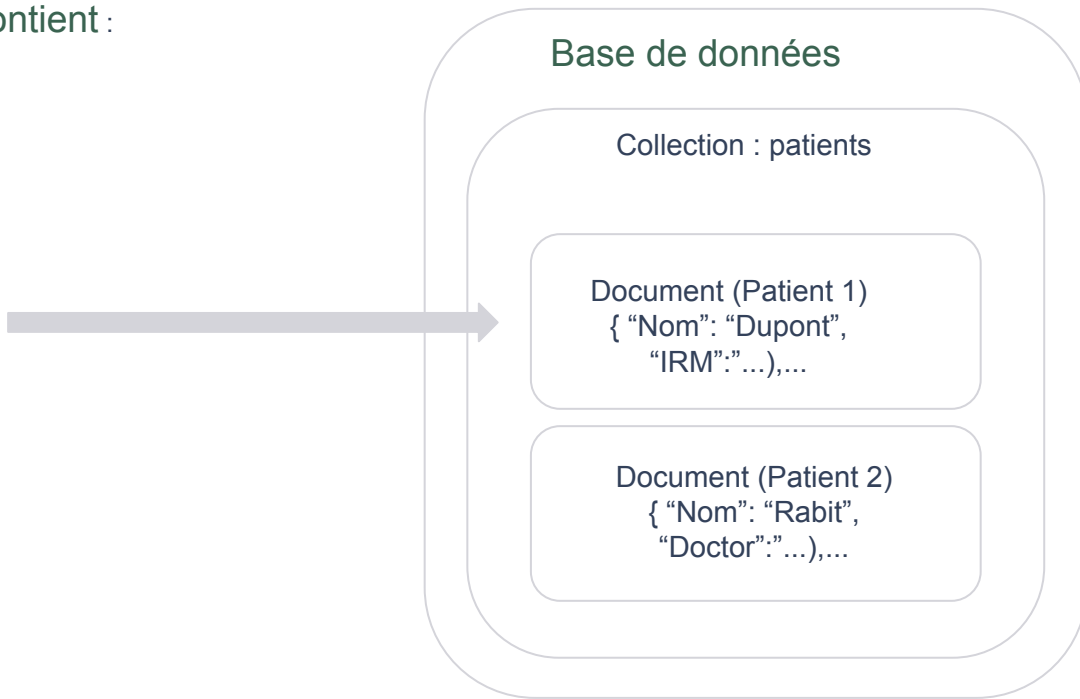 ontient :
Base de données
Collection : patients
Document (Patient 1)
{ “Nom”: “Dupont”,
“IRM”:”...),...
Document (Patient 2)
{ “Nom”: “Rabit”,
“Doctor”:”...),...